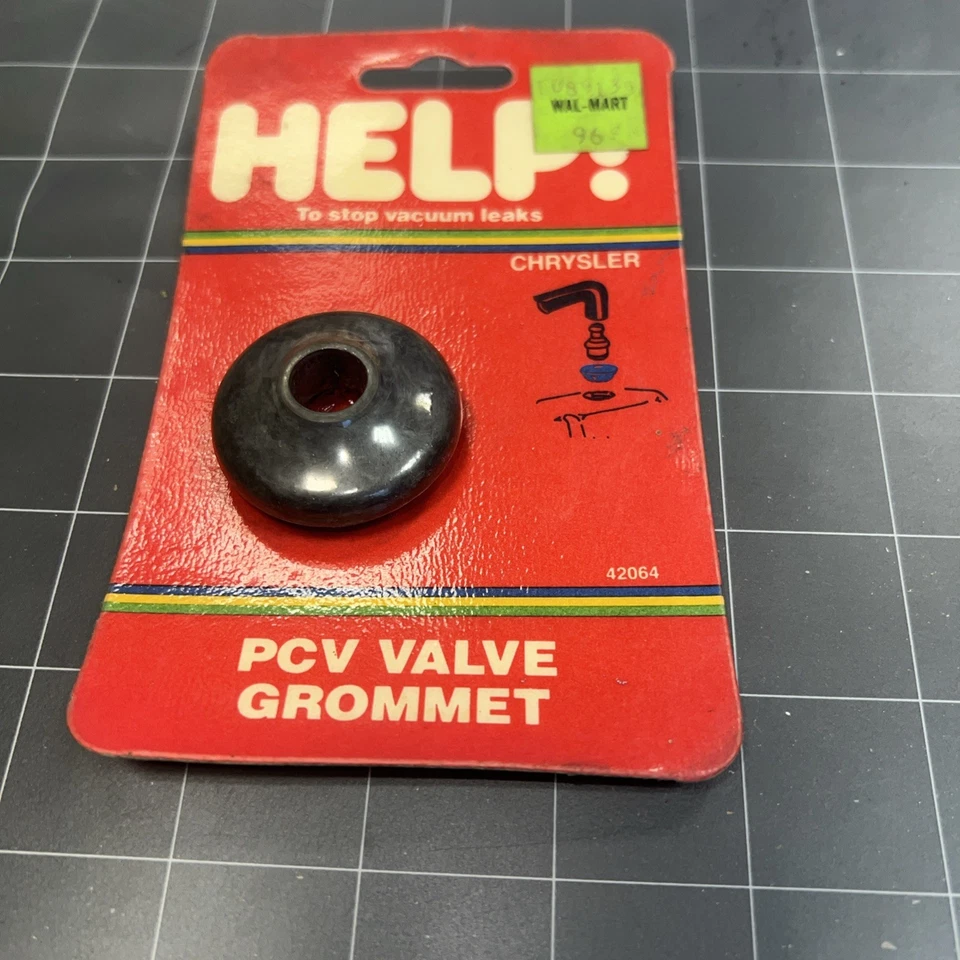 HELP!
WAL-MART
96¢
To stop vacuum leaks
CHRYSLER
42064
PCV VALVE
GROMMET